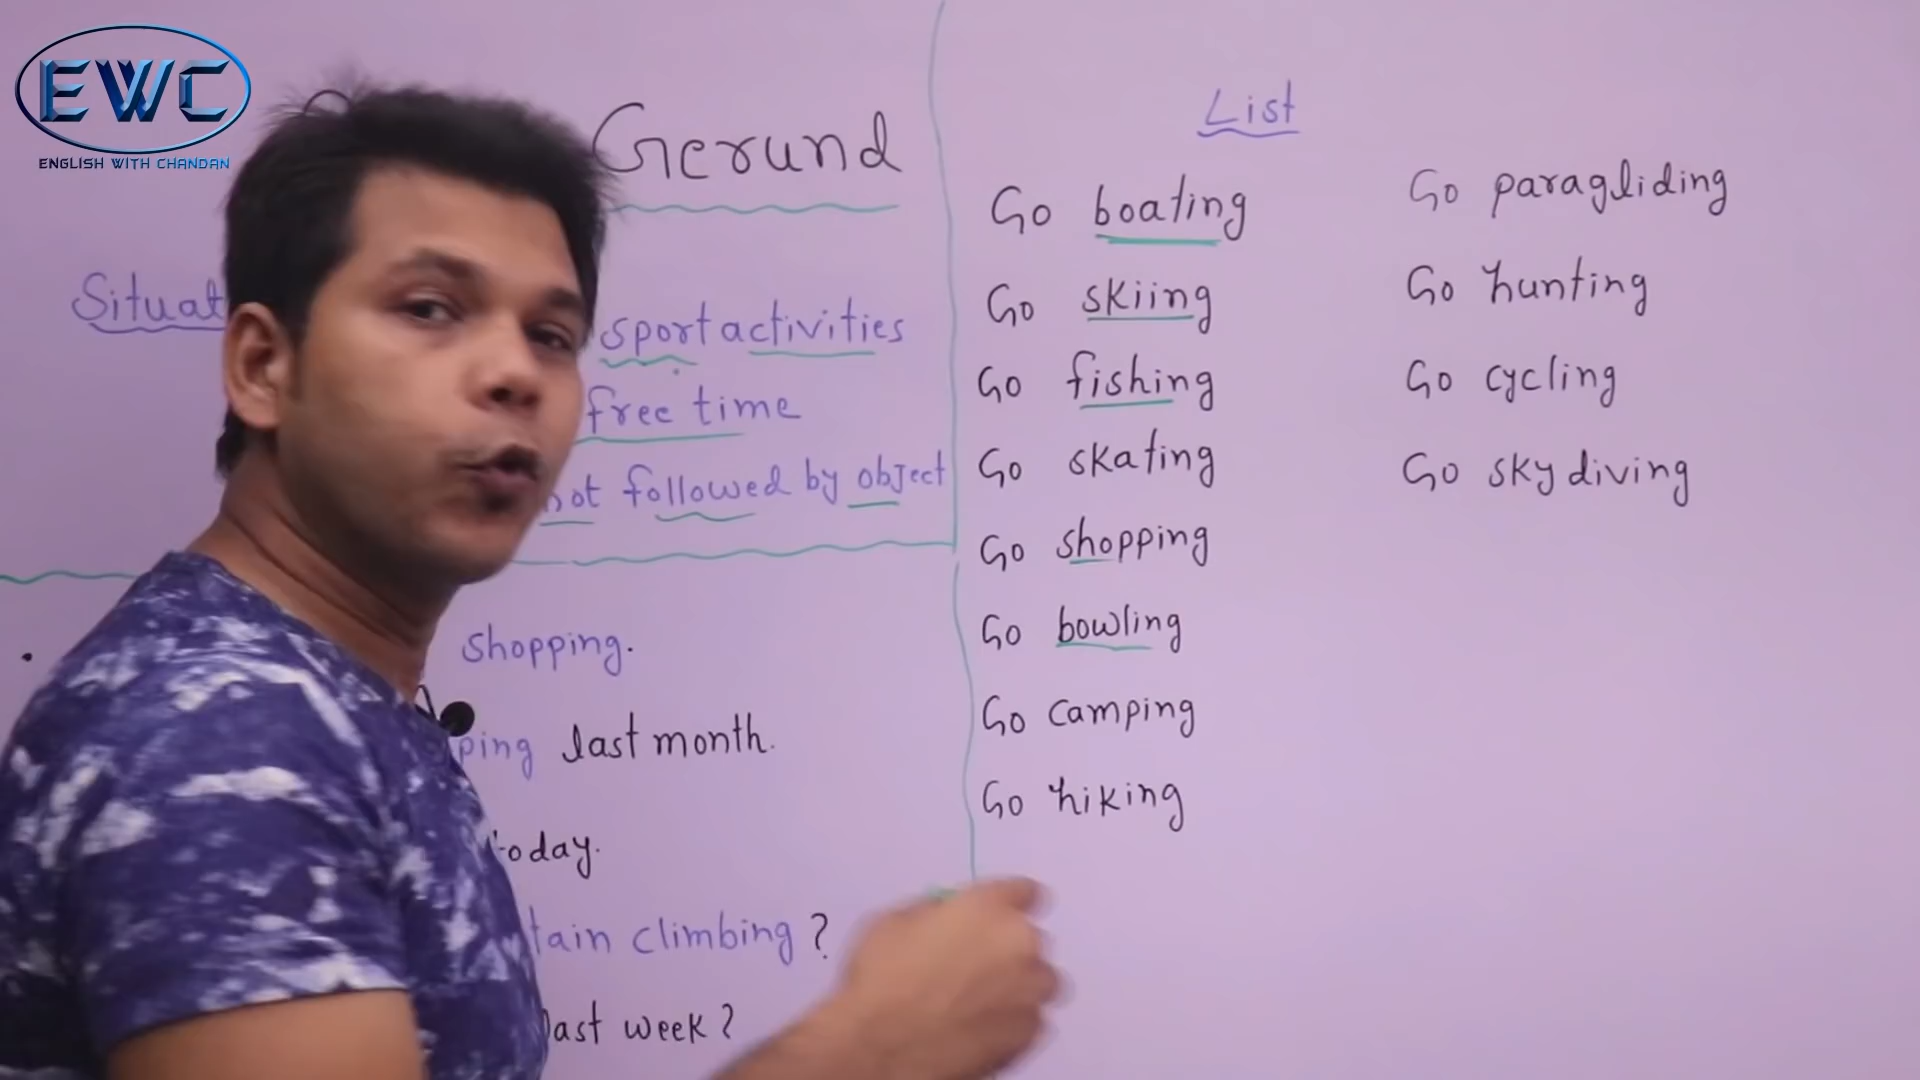 EWC
ENGLISH WITH CHANDAN
Gerund
Situat
sport activities
free time
not followed by object
shopping.
ping last month.
today.
tain climbing ?
last week ?
List
Go boating
Go skiing
Go fishing
Go skating
Go shopping
Go bowling
Go camping
Go hiking
Go paragliding
Go hunting
Go cycling
Go sky diving